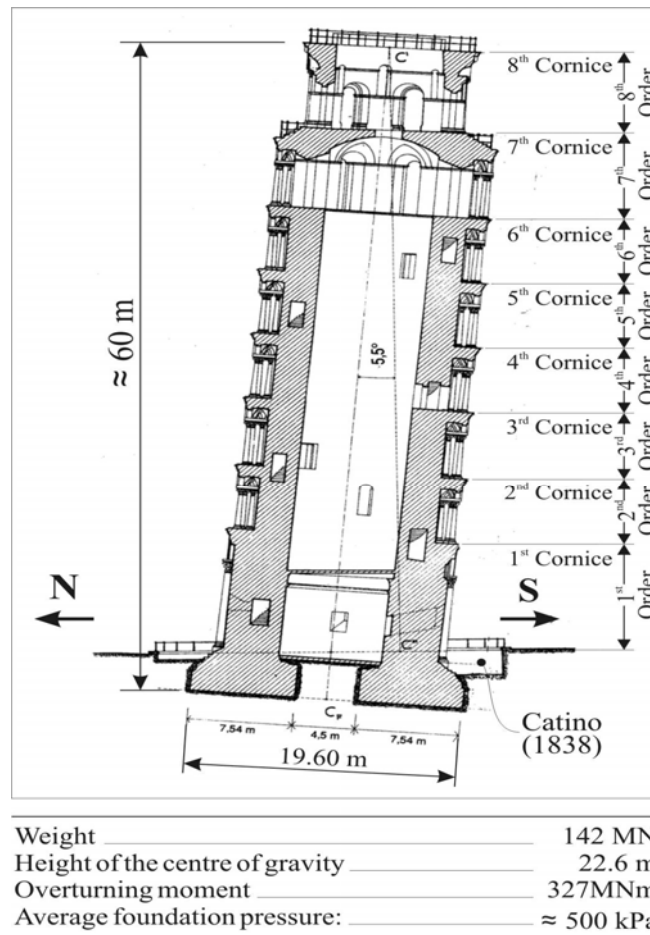 8th Cornice
8th Order
7th Cornice
7th Order
6th Cornice
6th Order
5th Cornice
5th Order
4th Cornice
4th Order
3rd Cornice
3rd Order
2nd Cornice
2nd Order
1st Cornice
1st Order
≈ 60 m
5,5°
N
S
Catino
(1838)
7,54 m
4,5 m
7,54 m
19.60 m
Weight 142 MN
Height of the centre of gravity 22.6 m
Overturning moment 327MNm
Average foundation pressure: ≈ 500 kPa